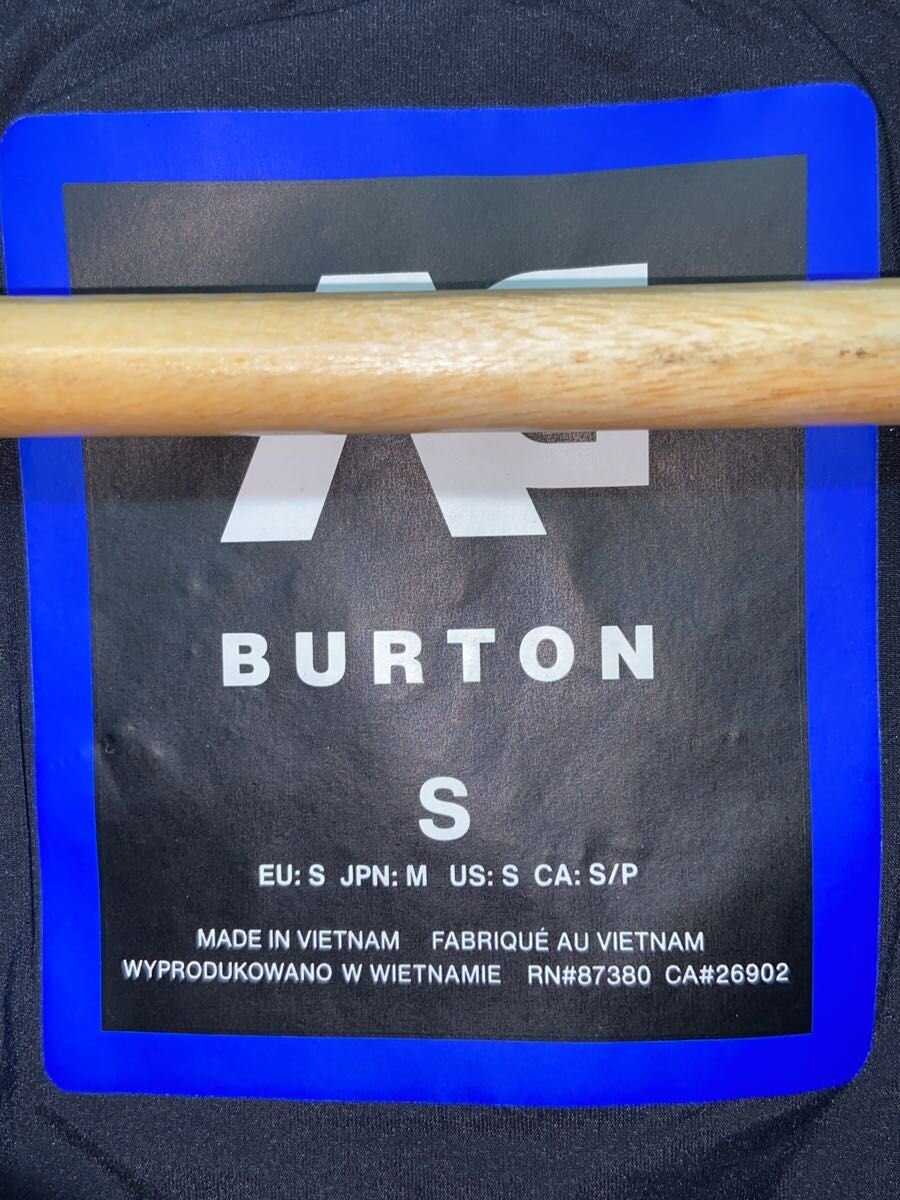 BURTON
S
EU: S JPN: M US: S CA: S/P
MADE IN VIETNAM FABRIQUÉ AU VIETNAM
WYPRODUKOWANO W WIETNAMIE RN#87380 CA#26902